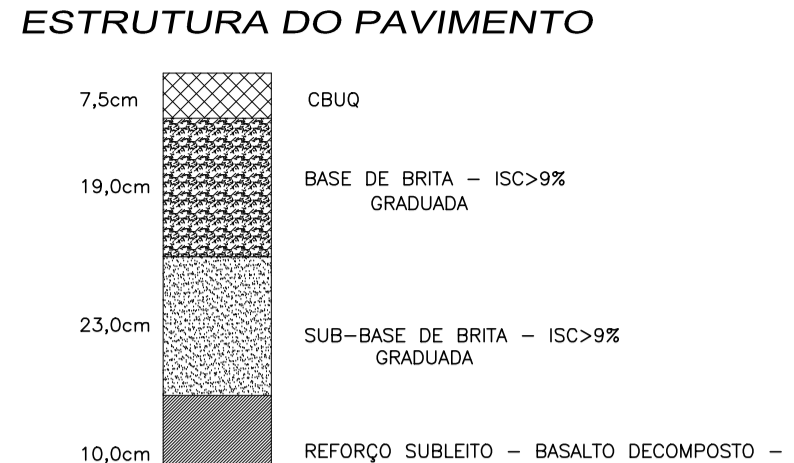 ESTRUTURA DO PAVIMENTO
7,5cm
CBUQ
19,0cm
BASE DE BRITA – ISC>9%
GRADUADA
23,0cm
SUB–BASE DE BRITA – ISC>9%
GRADUADA
10,0cm
REFORÇO SUBLEITO – BASALTO DECOMPOSTO –